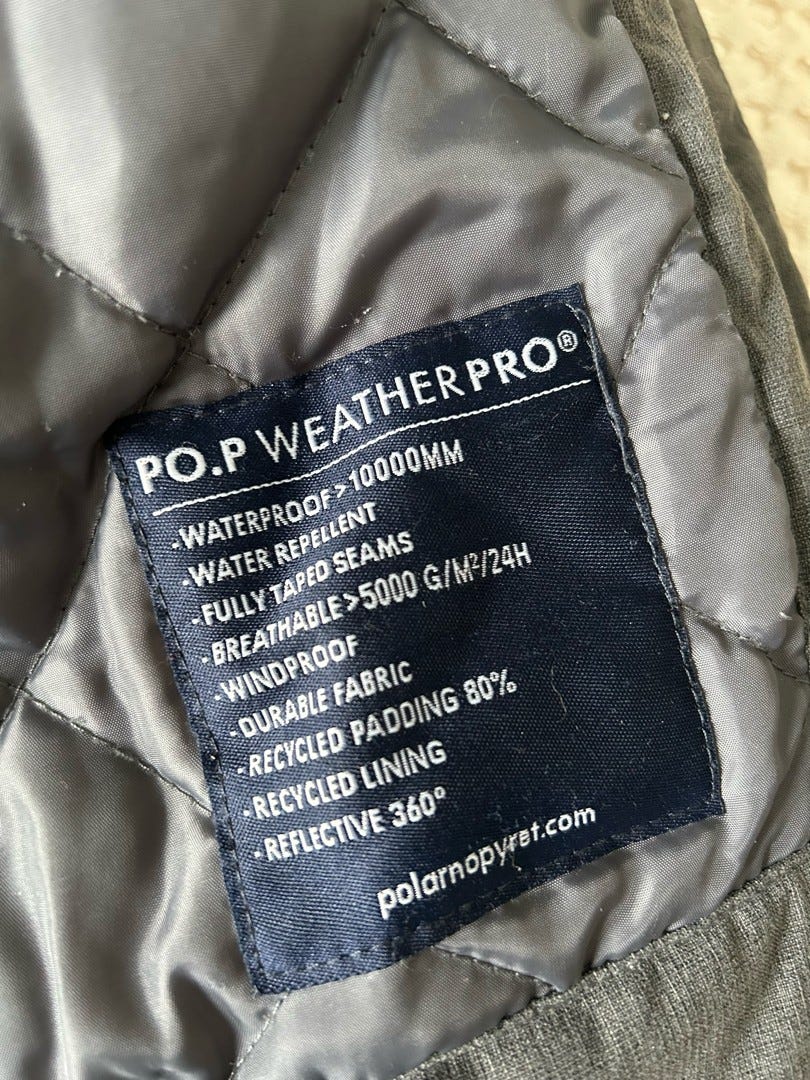 PO.P WEATHERPRO®
-WATERPROOF>10000MM
-WATER REPELLENT
-FULLY TAPED SEAMS
-BREATHABLE>5000 G/M²/24H
-WINDPROOF
-DURABLE FABRIC
-RECYCLED PADDING 80%
-RECYCLED LINING
-REFLECTIVE 360°
polarnopyret.com